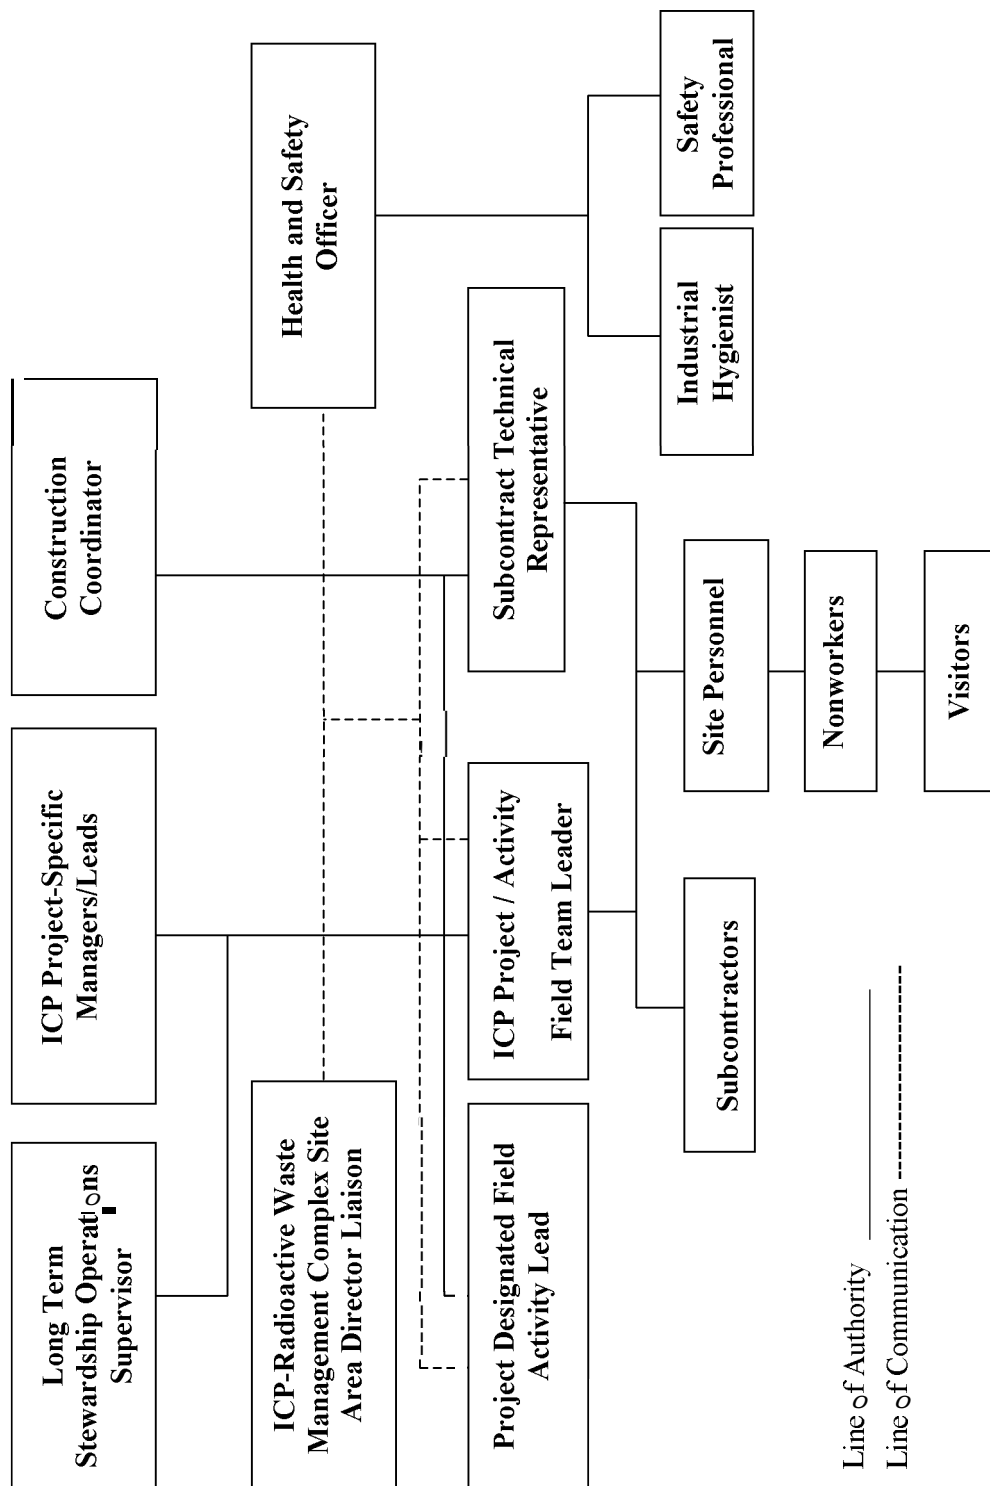 Long Term
Stewardship Operations
Supervisor
ICP Project-Specific
Managers/Leads
Construction
Coordinator
ICP-Radioactive Waste
Management Complex Site
Area Director Liaison
Health and Safety
Officer
Project Designated Field
Activity Lead
ICP Project / Activity
Field Team Leader
Subcontract Technical
Representative
Industrial
Hygienist
Safety
Professional
Subcontractors
Site Personnel
Nonworkers
Visitors
Line of Authority
Line of Communication